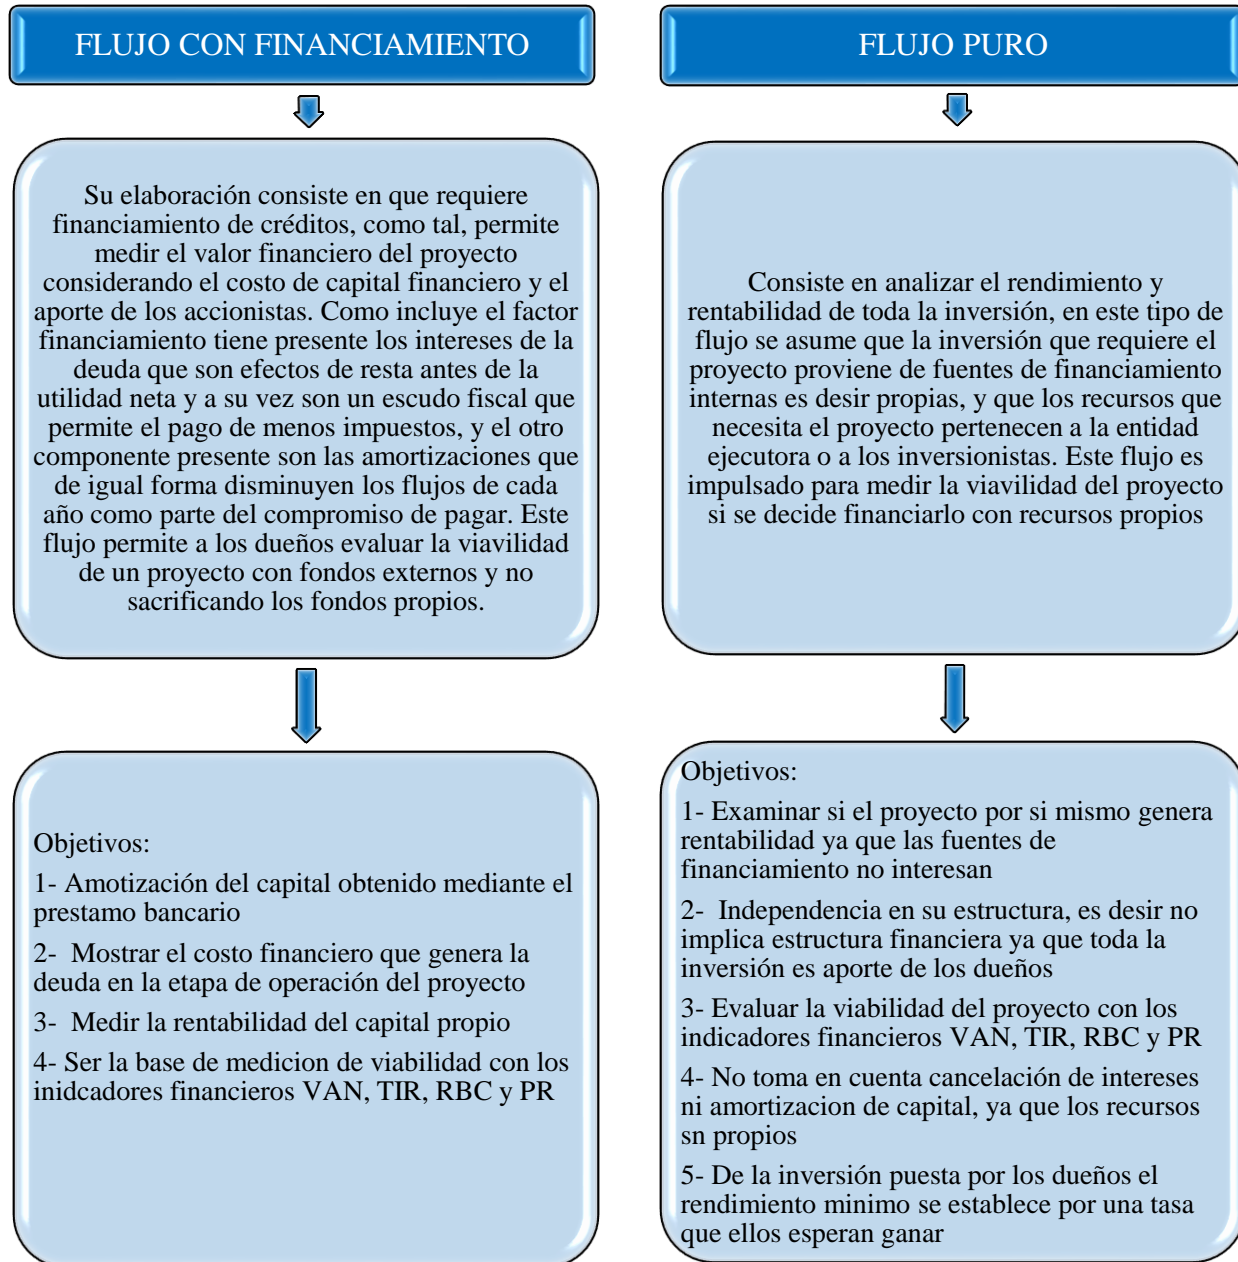 FLUJO CON FINANCIAMIENTO
Su elaboración consiste en que requiere
financiamiento de créditos, como tal, permite
medir el valor financiero del proyecto
considerando el costo de capital financiero y el
aporte de los accionistas. Como incluye el factor
financiamiento tiene presente los intereses de la
deuda que son efectos de resta antes de la
utilidad neta y a su vez son un escudo fiscal que
permite el pago de menos impuestos, y el otro
componente presente son las amortizaciones que
de igual forma disminuyen los flujos de cada
año como parte del compromiso de pagar. Este
flujo permite a los dueños evaluar la viavilidad
de un proyecto con fondos externos y no
sacrificando los fondos propios.
Objetivos:
1- Amotización del capital obtenido mediante el
prestamo bancario
2- Mostrar el costo financiero que genera la
deuda en la etapa de operación del proyecto
3- Medir la rentabilidad del capital propio
4- Ser la base de medicion de viabilidad con los
inidcadores financieros VAN, TIR, RBC y PR
FLUJO PURO
Consiste en analizar el rendimiento y
rentabilidad de toda la inversión, en este tipo de
flujo se asume que la inversión que requiere el
proyecto proviene de fuentes de financiamiento
internas es desir propias, y que los recursos que
necesita el proyecto pertenecen a la entidad
ejecutora o a los inversionistas. Este flujo es
impulsado para medir la viavilidad del proyecto
si se decide financiarlo con recursos propios
Objetivos:
1- Examinar si el proyecto por si mismo genera
rentabilidad ya que las fuentes de
financiamiento no interesan
2- Independencia en su estructura, es desir no
implica estructura financiera ya que toda la
inversión es aporte de los dueños
3- Evaluar la viabilidad del proyecto con los
indicadores financieros VAN, TIR, RBC y PR
4- No toma en cuenta cancelación de intereses
ni amortizacion de capital, ya que los recursos
sn propios
5- De la inversión puesta por los dueños el
rendimiento minimo se establece por una tasa
que ellos esperan ganar